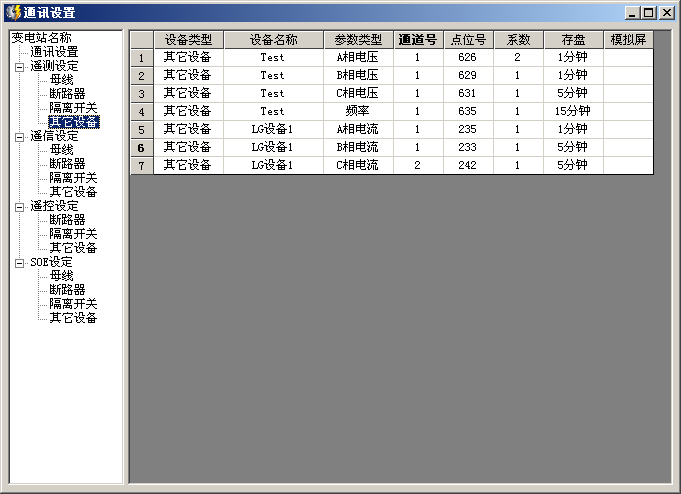 通讯设置
变电站名称
通讯设置
遥测设定
母线
断路器
隔离开关
其它设备
遥信设定
母线
断路器
隔离开关
其它设备
遥控设定
断路器
隔离开关
其它设备
SOE设定
母线
断路器
隔离开关
其它设备
设备类型 设备名称 参数类型 通道号 点位号 系数 存盘 模拟屏
1 其它设备 Test A相电压 1 626 2 1分钟
2 其它设备 Test B相电压 1 629 1 1分钟
3 其它设备 Test C相电压 1 631 1 5分钟
4 其它设备 Test 频率 1 635 1 15分钟
5 其它设备 LG设备1 A相电流 1 235 1 1分钟
6 其它设备 LG设备1 B相电流 1 233 1 5分钟
7 其它设备 LG设备1 C相电流 2 242 1 5分钟